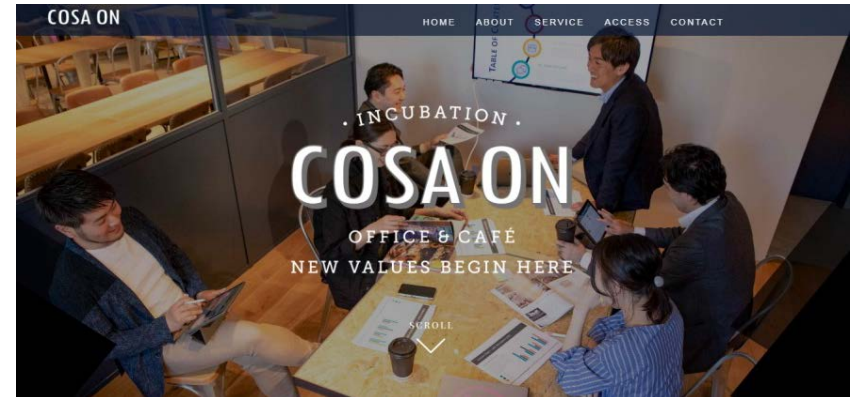 COSA ON
HOME ABOUT SERVICE ACCESS CONTACT
· INCUBATION ·
COSA ON
OFFICE & CAFÉ
NEW VALUES BEGIN HERE
SCROLL